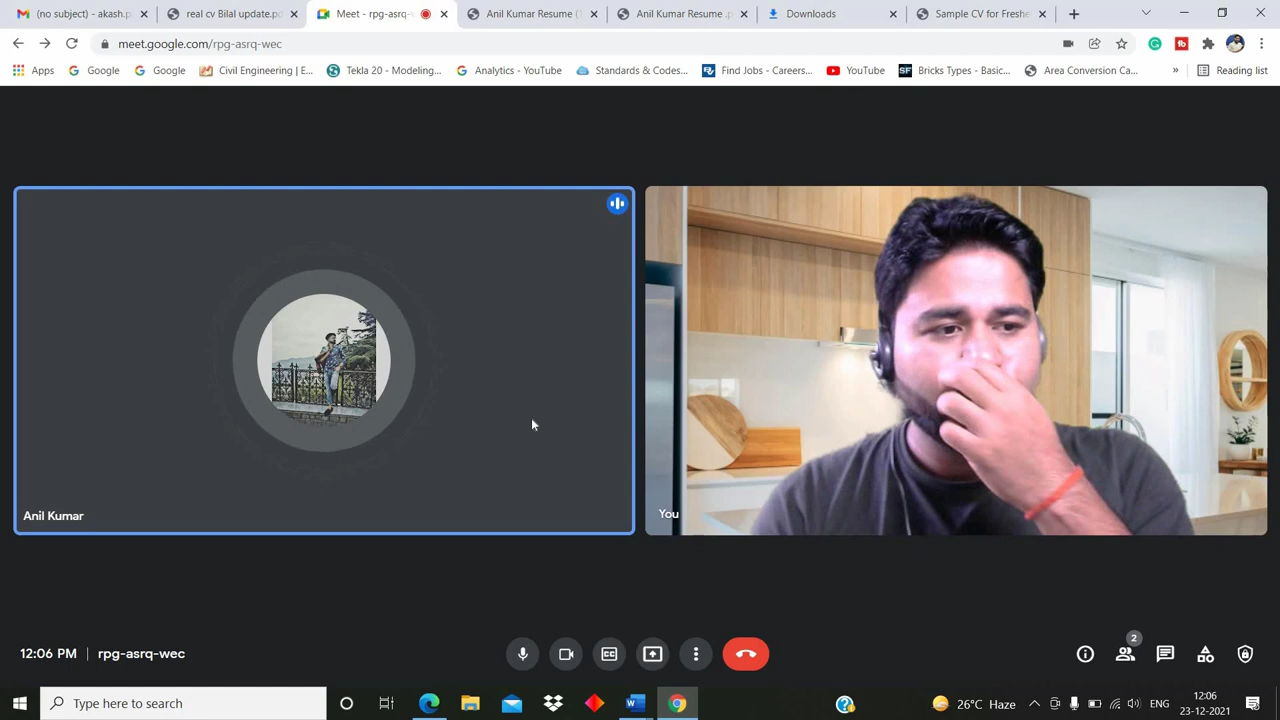 (no subject) - akash.p
real cv Bilal update.pd
Meet - rpg-asrq-w
Anil Kumar Resume (1
Anil Kumar Resume .p
Downloads
Sample CV for Freshe
meet.google.com/rpg-asrq-wec
Apps
Google
Google
Civil Engineering | E...
Tekla 20 - Modeling...
Analytics - YouTube
Standards & Codes...
Find Jobs - Careers...
YouTube
SF
Bricks Types - Basic...
Area Conversion Ca...
»
Reading list
Anil Kumar
You
12:06 PM | rpg-asrq-wec
2
Type here to search
26°C Haze
ENG
12:06
23-12-2021